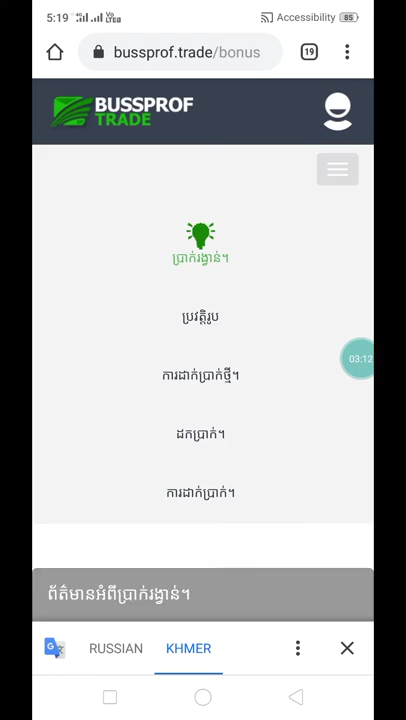 5:19
Accessibility 85
bussprof.trade/bonus
19
BUSSPROF
TRADE
ប្រាក់រង្វាន់។
ប្រវត្តិរូប
ការដាក់ប្រាក់ថ្មី។
03:12
ដកប្រាក់។
ការដាក់ប្រាក់។
ព័ត៌មានអំពីប្រាក់រង្វាន់។
RUSSIAN
KHMER